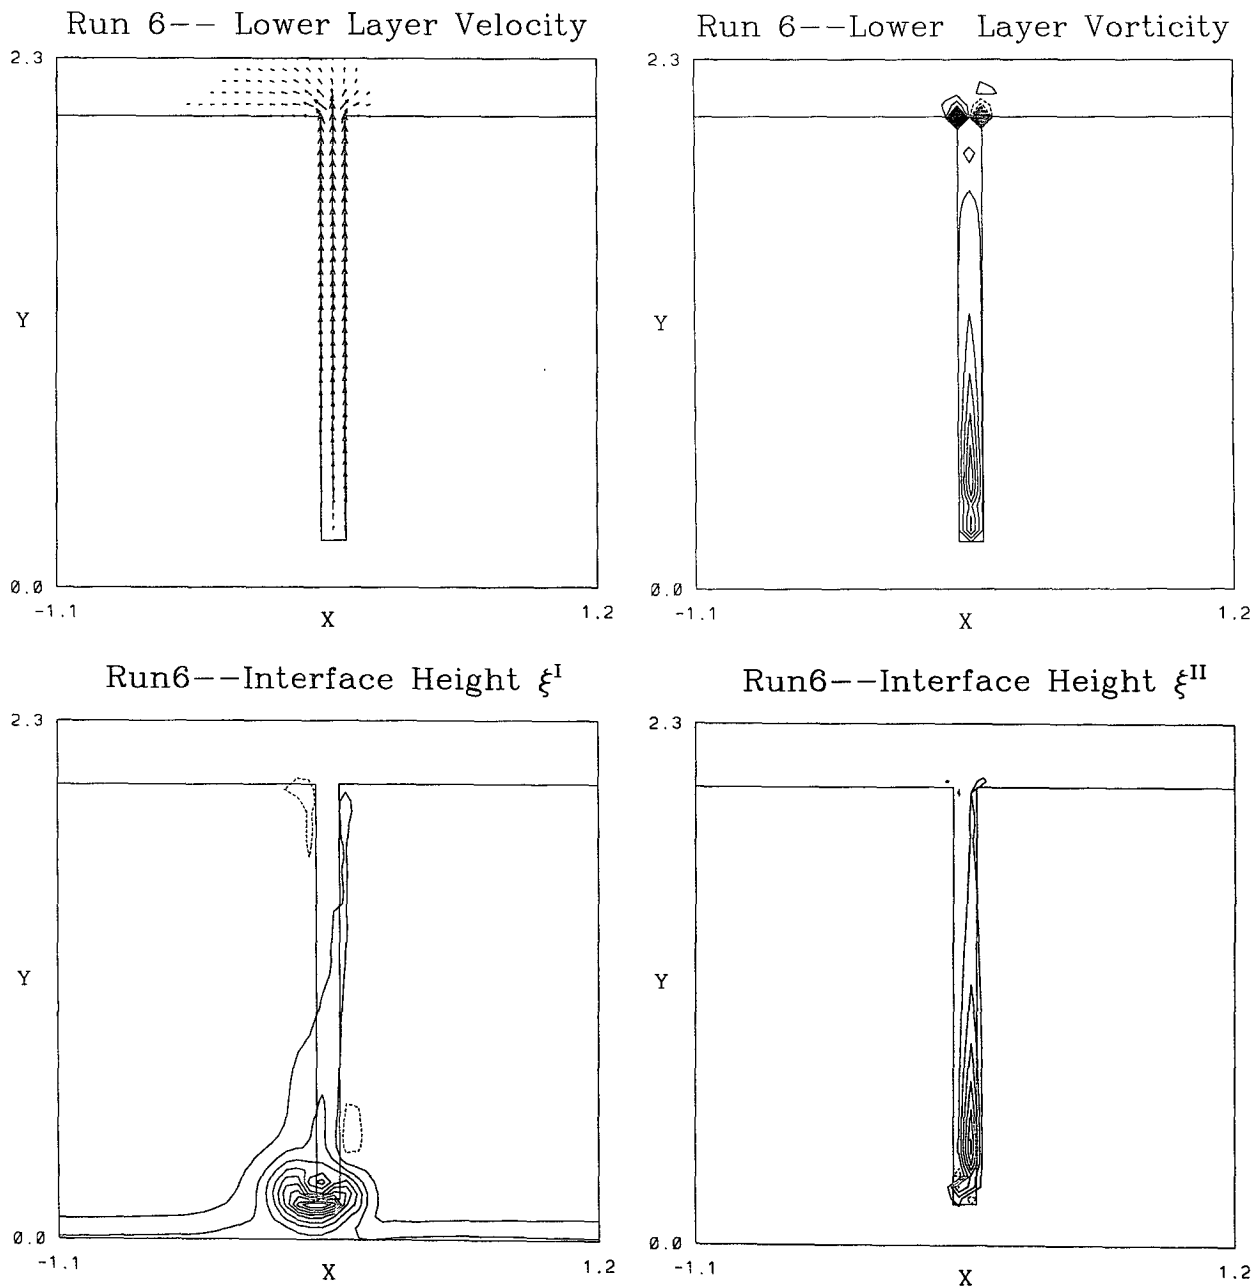 Run 6-- Lower Layer Velocity
2.3
Y
0.0
-1.1
X
1.2
Run 6--Lower Layer Vorticity
2.3
Y
0.0
-1.1
X
1.2
Run6--Interface Height ξ^I
2.3
Y
0.0
-1.1
X
1.2
Run6--Interface Height ξ^II
2.3
Y
0.0
-1.1
X
1.2